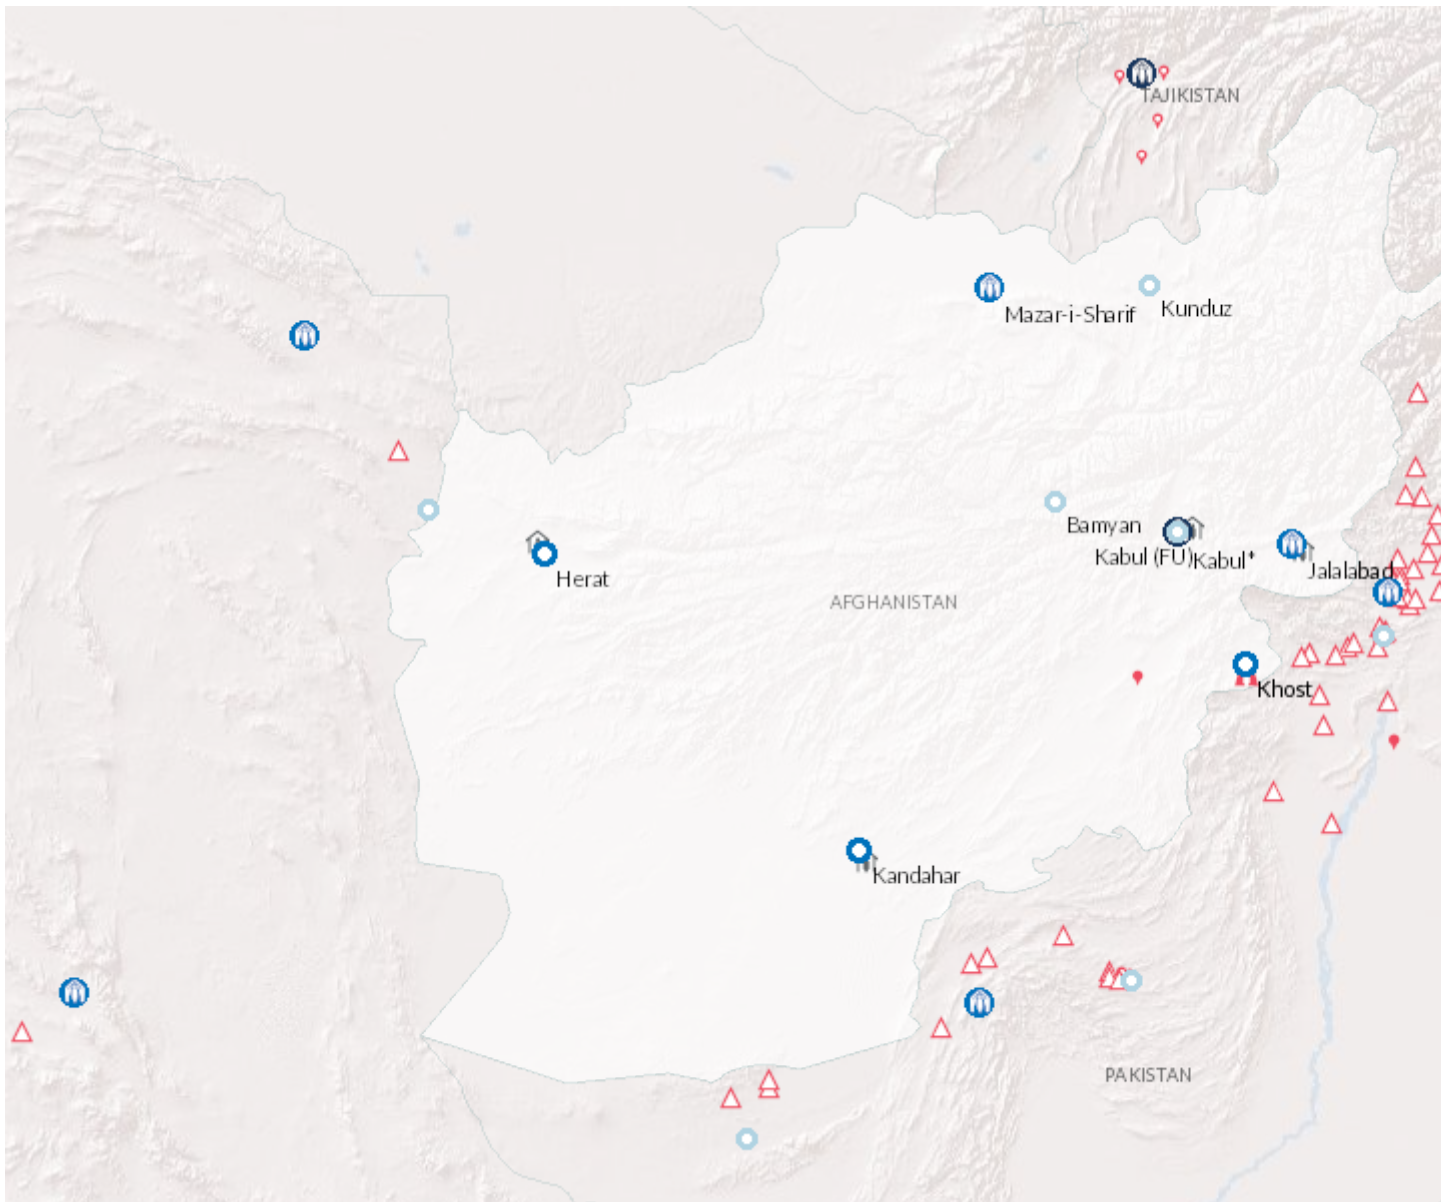 TAJIKISTAN
Mazar-i-Sharif
Kunduz
Bamyan
Kabul (FU)
Kabul*
Jalalabad
Herat
AFGHANISTAN
Khost
Kandahar
PAKISTAN